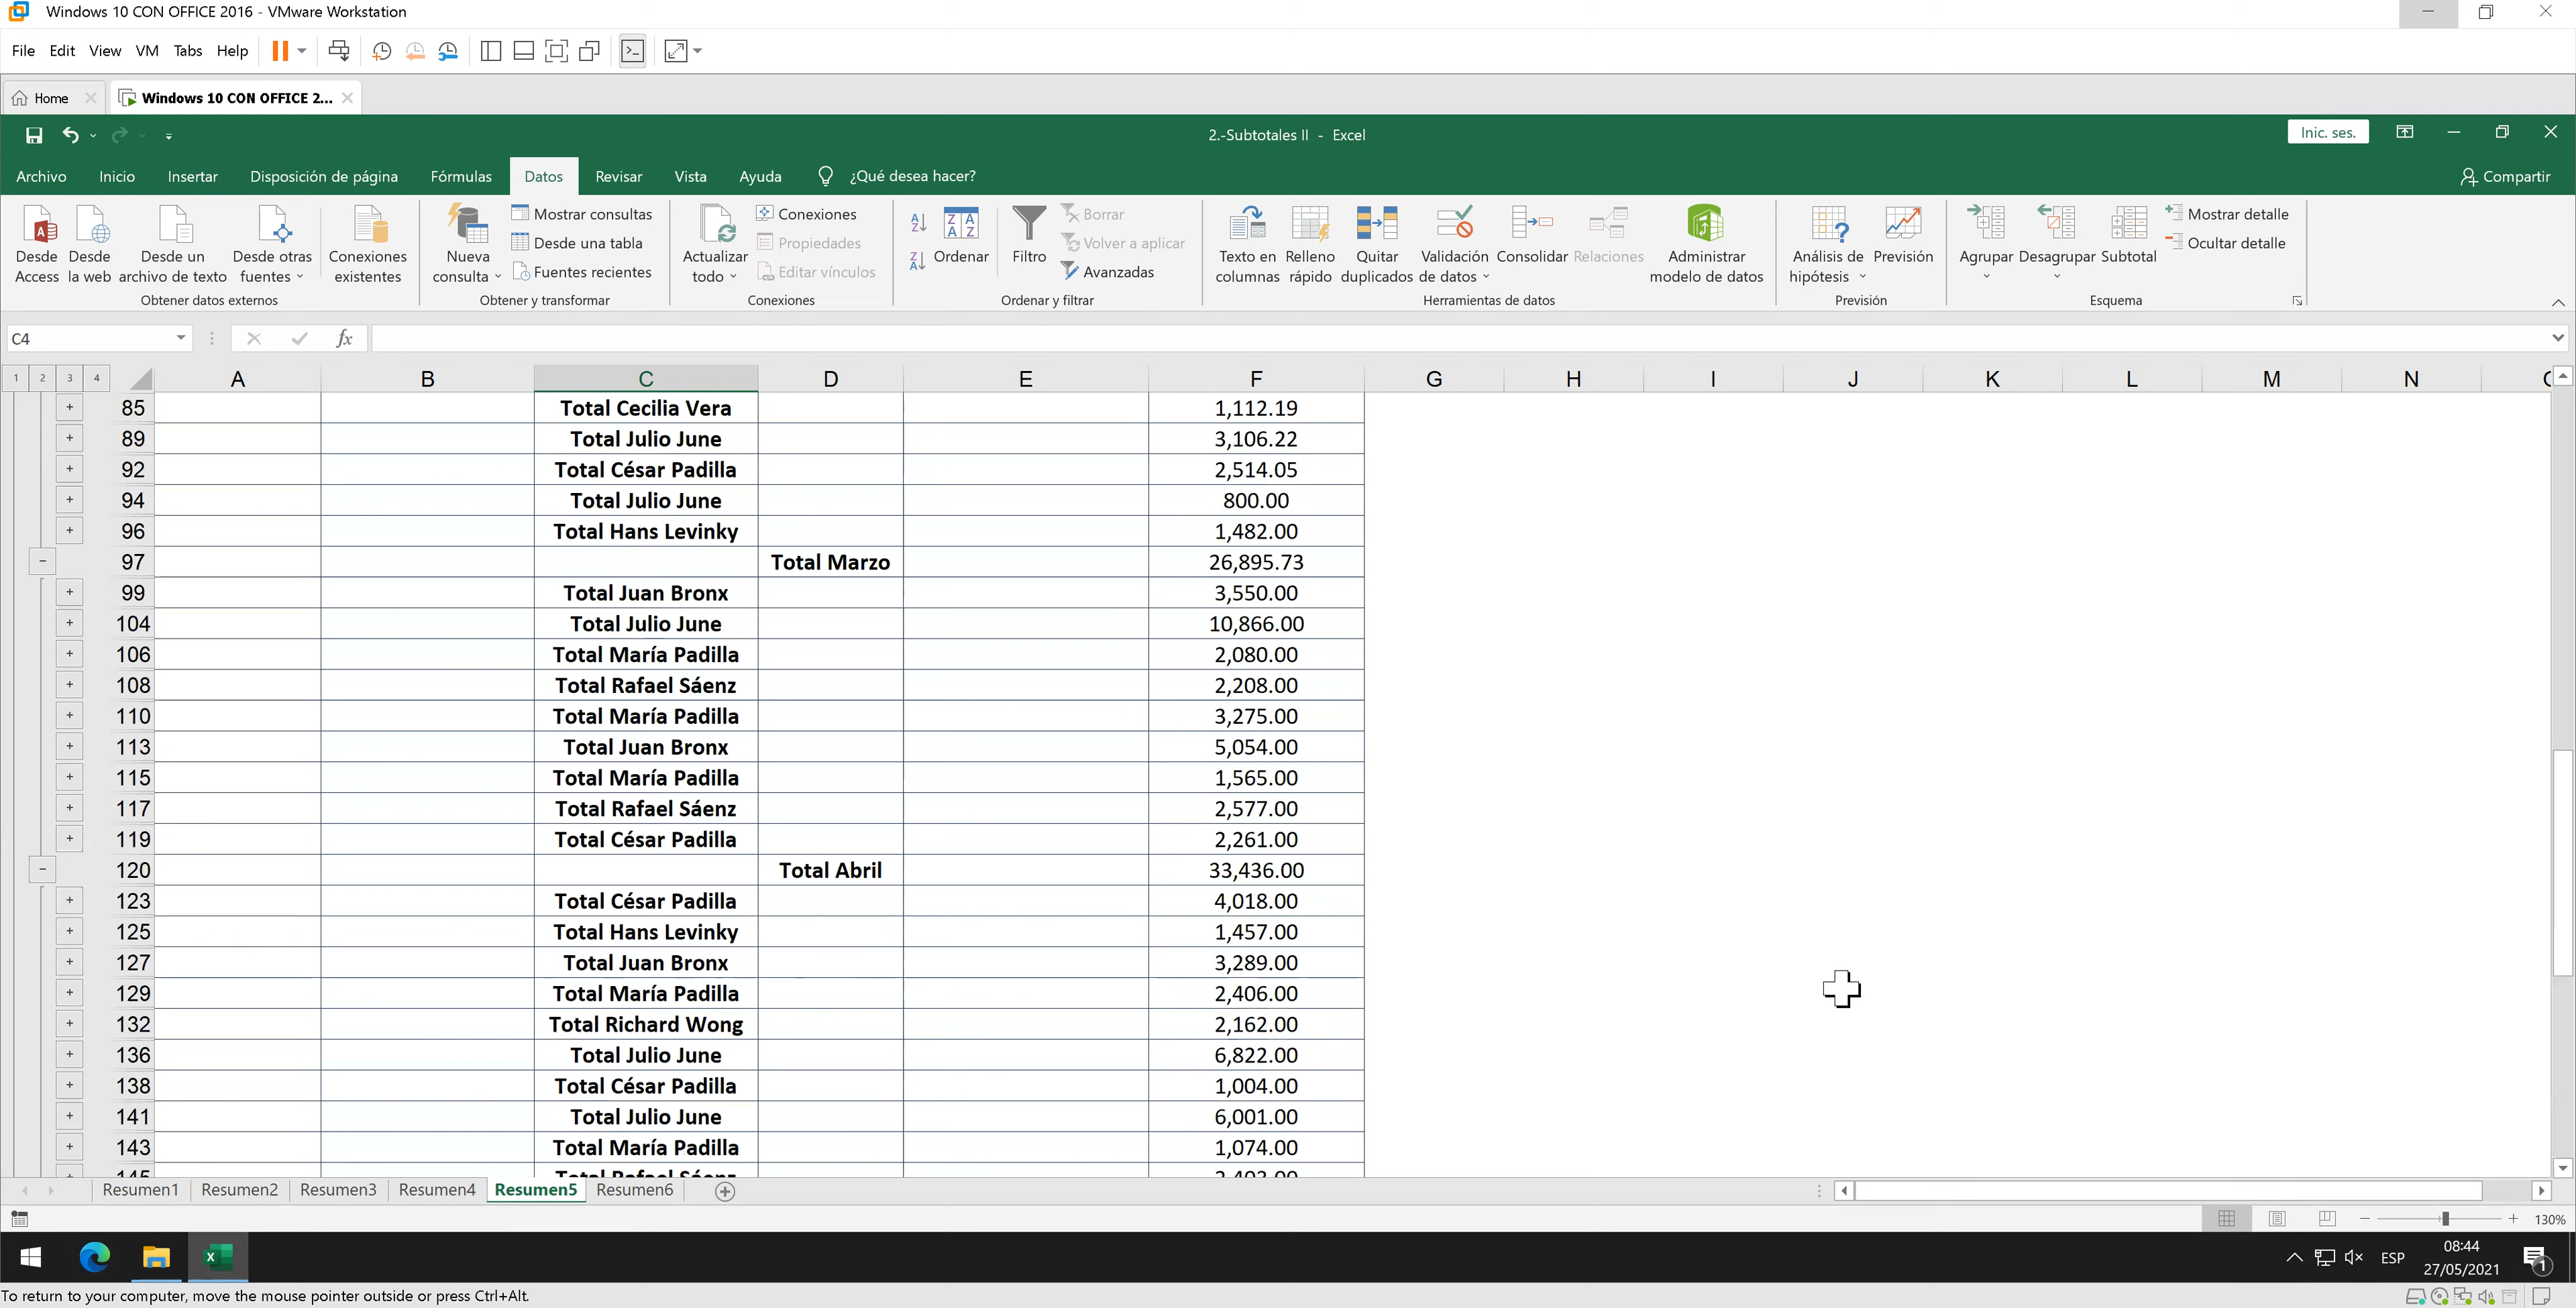 Windows 10 CON OFFICE 2016 - VMware Workstation
File Edit View VM Tabs Help
Home Windows 10 CON OFFICE 2...
2.-Subtotales II - Excel Inic. ses.
Archivo Inicio Insertar Disposición de página Fórmulas Datos Revisar Vista Ayuda ¿Qué desea hacer? Compartir
Desde Access
Desde la web
Desde un archivo de texto
Desde otras fuentes
Conexiones existentes
Obtener datos externos
Nueva consulta
Mostrar consultas
Desde una tabla
Fuentes recientes
Obtener y transformar
Actualizar todo
Conexiones
Propiedades
Editar vínculos
Conexiones
Ordenar
Filtro
Borrar
Volver a aplicar
Avanzadas
Ordenar y filtrar
Texto en columnas
Relleno rápido
Quitar duplicados
Validación de datos
Consolidar
Relaciones
Administrar modelo de datos
Herramientas de datos
Análisis de hipótesis
Previsión
Previsión
Agrupar
Desagrupar
Subtotal
Mostrar detalle
Ocultar detalle
Esquema
C4 fx
1 2 3 4 A B C D E F G H I J K L M N
85 Total Cecilia Vera 1,112.19
89 Total Julio June 3,106.22
92 Total César Padilla 2,514.05
94 Total Julio June 800.00
96 Total Hans Levinky 1,482.00
97 Total Marzo 26,895.73
99 Total Juan Bronx 3,550.00
104 Total Julio June 10,866.00
106 Total María Padilla 2,080.00
108 Total Rafael Sáenz 2,208.00
110 Total María Padilla 3,275.00
113 Total Juan Bronx 5,054.00
115 Total María Padilla 1,565.00
117 Total Rafael Sáenz 2,577.00
119 Total César Padilla 2,261.00
120 Total Abril 33,436.00
123 Total César Padilla 4,018.00
125 Total Hans Levinky 1,457.00
127 Total Juan Bronx 3,289.00
129 Total María Padilla 2,406.00
132 Total Richard Wong 2,162.00
136 Total Julio June 6,822.00
138 Total César Padilla 1,004.00
141 Total Julio June 6,001.00
143 Total María Padilla 1,074.00
Resumen1 Resumen2 Resumen3 Resumen4 Resumen5 Resumen6
130%
ESP 08:44
27/05/2021 1
To return to your computer, move the mouse pointer outside or press Ctrl+Alt.